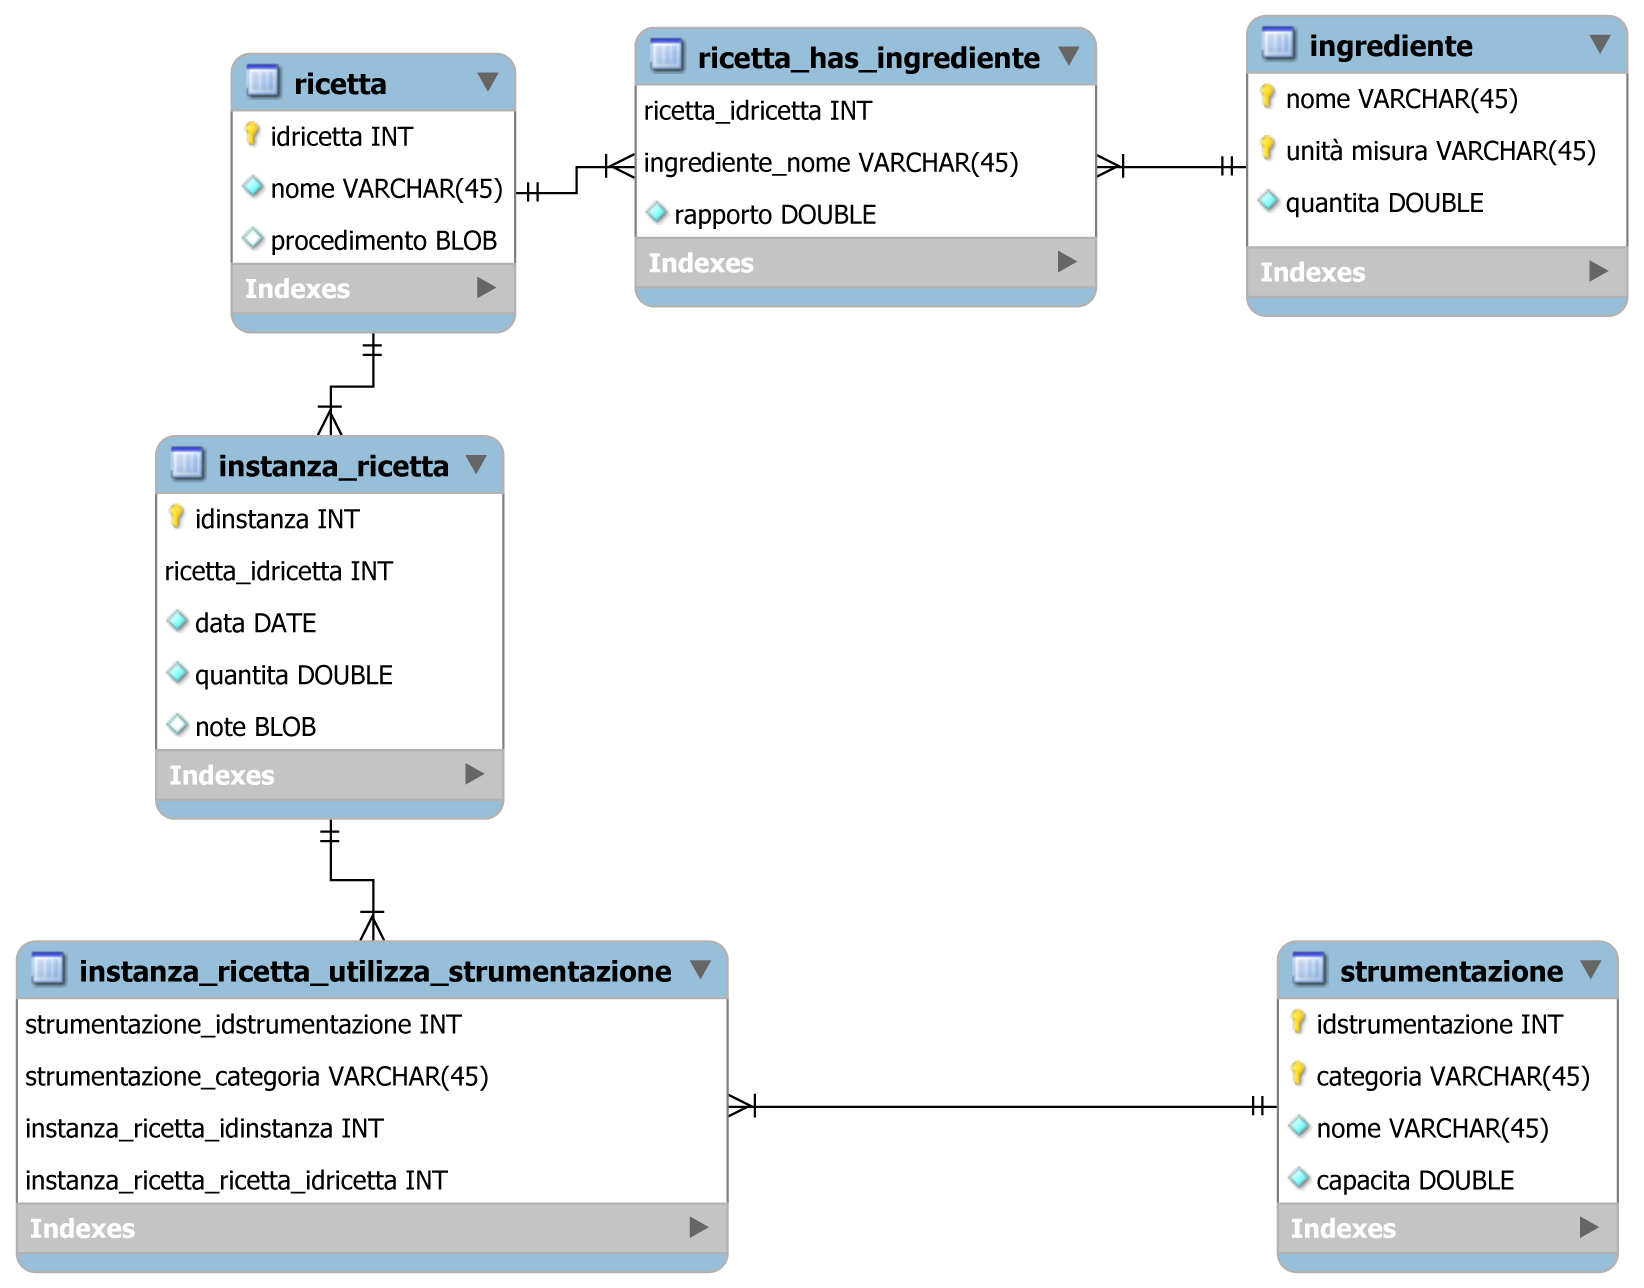 ricetta
idricetta INT
nome VARCHAR(45)
procedimento BLOB
Indexes
ricetta_has_ingrediente
ricetta_idricetta INT
ingrediente_nome VARCHAR(45)
rapporto DOUBLE
Indexes
ingrediente
nome VARCHAR(45)
unità misura VARCHAR(45)
quantita DOUBLE
Indexes
instanza_ricetta
idinstanza INT
ricetta_idricetta INT
data DATE
quantita DOUBLE
note BLOB
Indexes
instanza_ricetta_utilizza_strumentazione
strumentazione_idstrumentazione INT
strumentazione_categoria VARCHAR(45)
instanza_ricetta_idinstanza INT
instanza_ricetta_ricetta_idricetta INT
Indexes
strumentazione
idstrumentazione INT
categoria VARCHAR(45)
nome VARCHAR(45)
capacita DOUBLE
Indexes